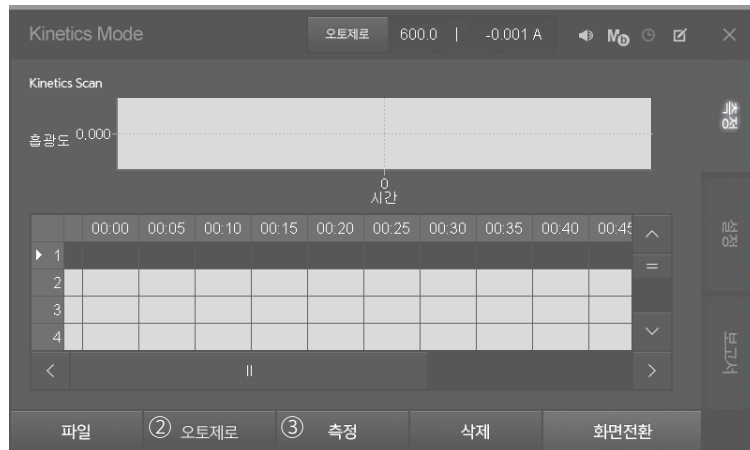 Kinetics Mode
오토제로 600.0 | -0.001 A
Kinetics Scan
흡광도 0,000
0
시간
00:00 00:05 00:10 00:15 00:20 00:25 00:30 00:35 00:40 00:45
1
2
3
4
측정
설정
보고서
파일 ② 오토제로 ③ 측정 삭제 화면전환